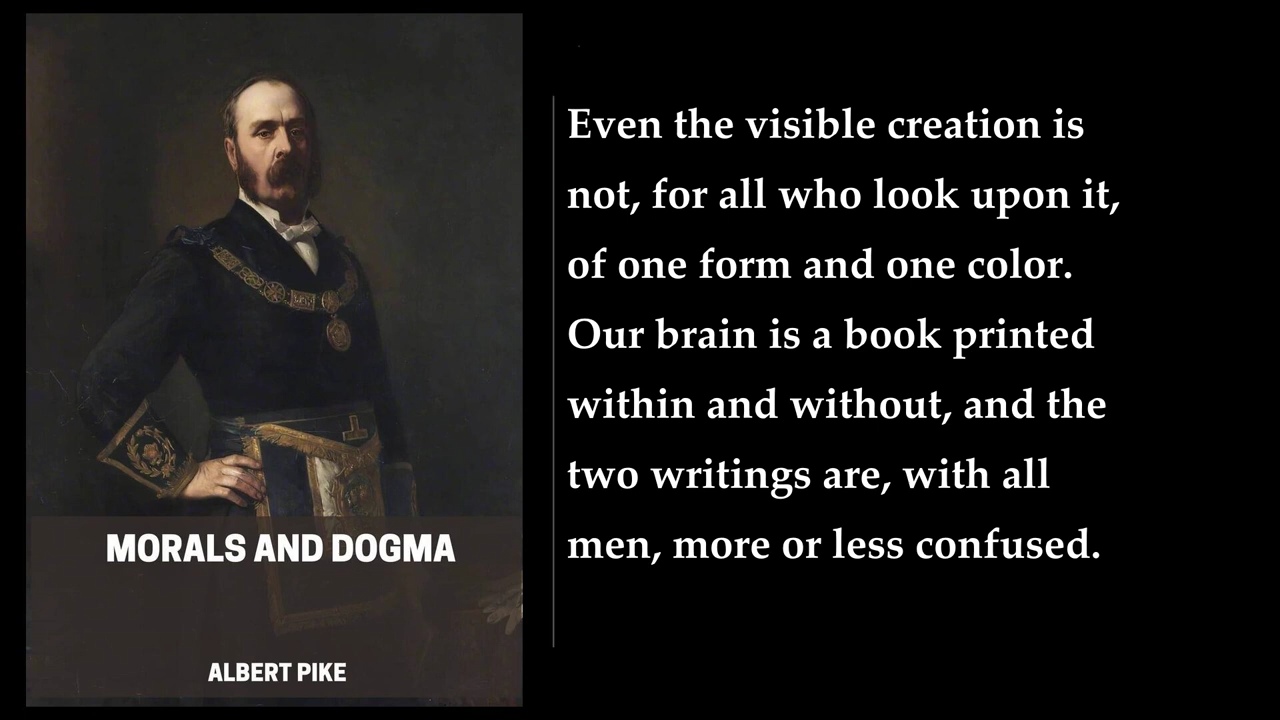 MORALS AND DOGMA
ALBERT PIKE
Even the visible creation is
not, for all who look upon it,
of one form and one color.
Our brain is a book printed
within and without, and the
two writings are, with all
men, more or less confused.